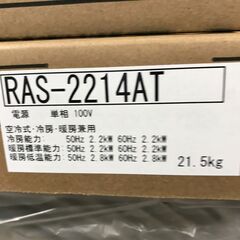 RAS-2214AT
電源　単相 100V
空冷式・冷房・暖房兼用
冷房能力:　50Hz 2.2kW 60Hz 2.2kW
暖房標準能力:　50Hz 2.2kW 60Hz 2.2kW
暖房低温能力:　50Hz 2.8kW 60Hz 2.8kW　21.5kg